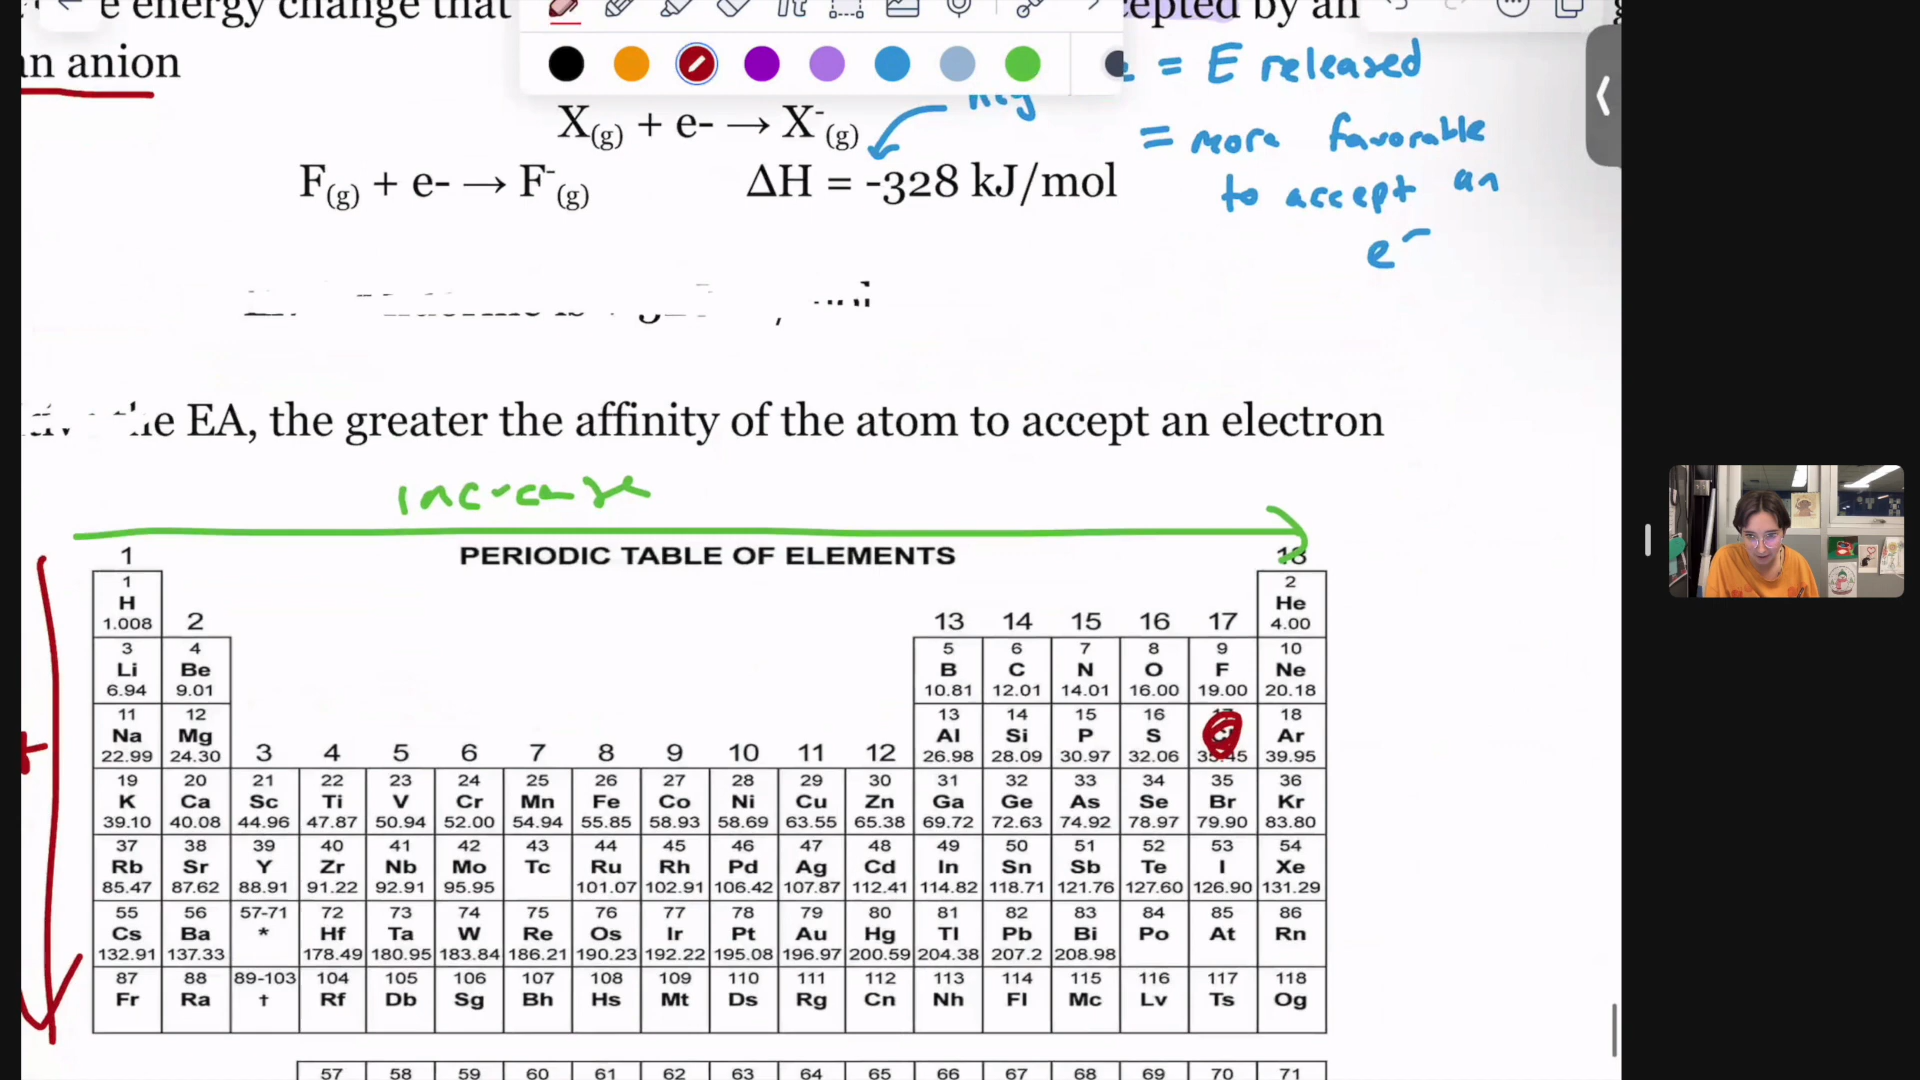 e energy change that
cepted by an
an anion
= E released
X(g) + e- → X-(g)
= more favorable
to accept an
e-
F(g) + e- → F-(g) ΔH = -328 kJ/mol
the EA, the greater the affinity of the atom to accept an electron
increase
PERIODIC TABLE OF ELEMENTS
1 18
1 2
H He
1.008 2 13 14 15 16 17 4.00
3 4 5 6 7 8 9 10
Li Be B C N O F Ne
6.94 9.01 10.81 12.01 14.01 16.00 19.00 20.18
11 12 13 14 15 16 17 18
Na Mg Al Si P S Ar
22.99 24.30 3 4 5 6 7 8 9 10 11 12 26.98 28.09 30.97 32.06 35.45 39.95
19 20 21 22 23 24 25 26 27 28 29 30 31 32 33 34 35 36
K Ca Sc Ti V Cr Mn Fe Co Ni Cu Zn Ga Ge As Se Br Kr
39.10 40.08 44.96 47.87 50.94 52.00 54.94 55.85 58.93 58.69 63.55 65.38 69.72 72.63 74.92 78.97 79.90 83.80
37 38 39 40 41 42 43 44 45 46 47 48 49 50 51 52 53 54
Rb Sr Y Zr Nb Mo Tc Ru Rh Pd Ag Cd In Sn Sb Te I Xe
85.47 87.62 88.91 91.22 92.91 95.95 101.07 102.91 106.42 107.87 112.41 114.82 118.71 121.76 127.60 126.90 131.29
55 56 57-71 72 73 74 75 76 77 78 79 80 81 82 83 84 85 86
Cs Ba * Hf Ta W Re Os Ir Pt Au Hg Tl Pb Bi Po At Rn
132.91 137.33 178.49 180.95 183.84 186.21 190.23 192.22 195.08 196.97 200.59 204.38 207.2 208.98
87 88 89-103 104 105 106 107 108 109 110 111 112 113 114 115 116 117 118
Fr Ra † Rf Db Sg Bh Hs Mt Ds Rg Cn Nh Fl Mc Lv Ts Og
57 58 59 60 61 62 63 64 65 66 67 68 69 70 71